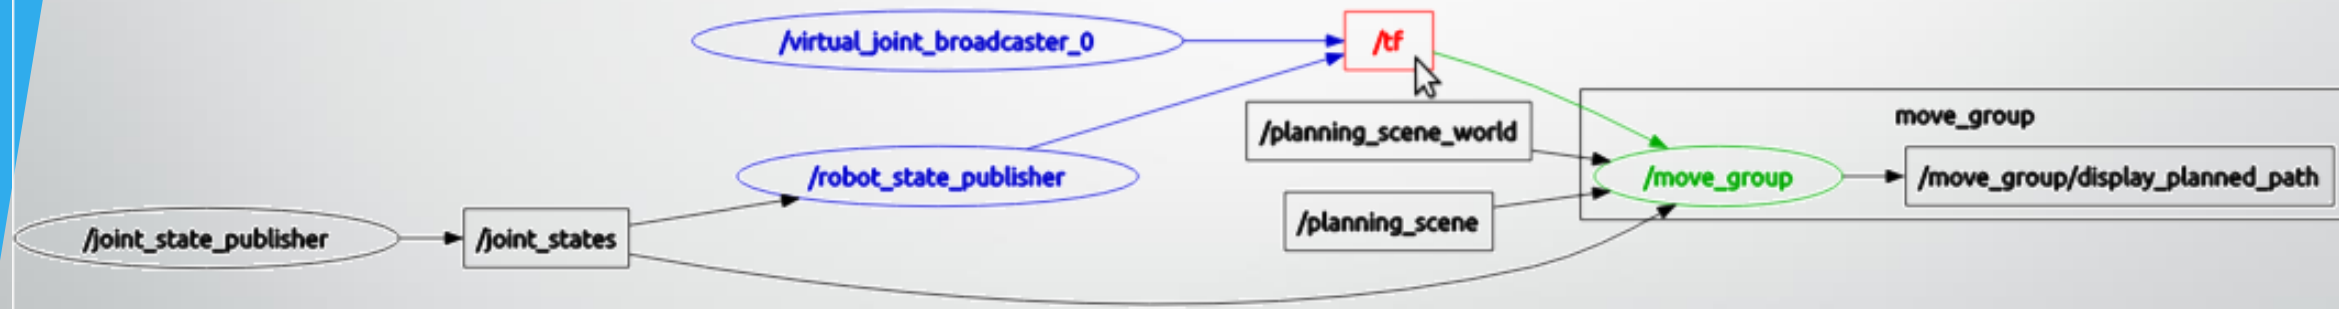 /virtual_joint_broadcaster_0
/tf
/planning_scene_world
move_group
/robot_state_publisher
/move_group
/move_group/display_planned_path
/planning_scene
/joint_state_publisher
/joint_states